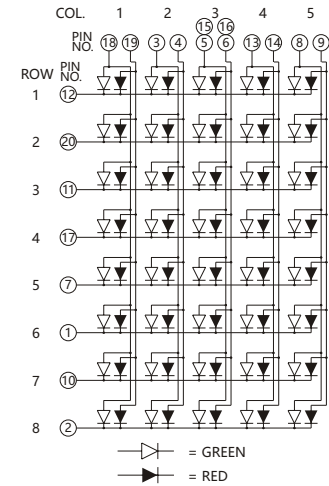 COL. 1 2 3 4 5
15 16
PIN NO. 18 19 3 4 5 6 13 14 8 9
ROW PIN NO.
1 12
2 20
3 11
4 17
5 7
6 1
7 10
8 2
= GREEN
= RED